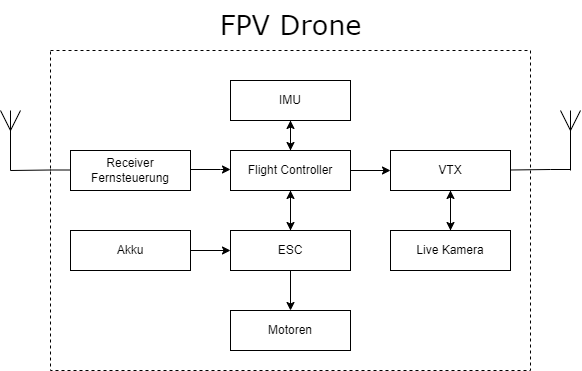 FPV Drone
IMU
Receiver
Fernsteuerung
Flight Controller
VTX
Akku
ESC
Live Kamera
Motoren